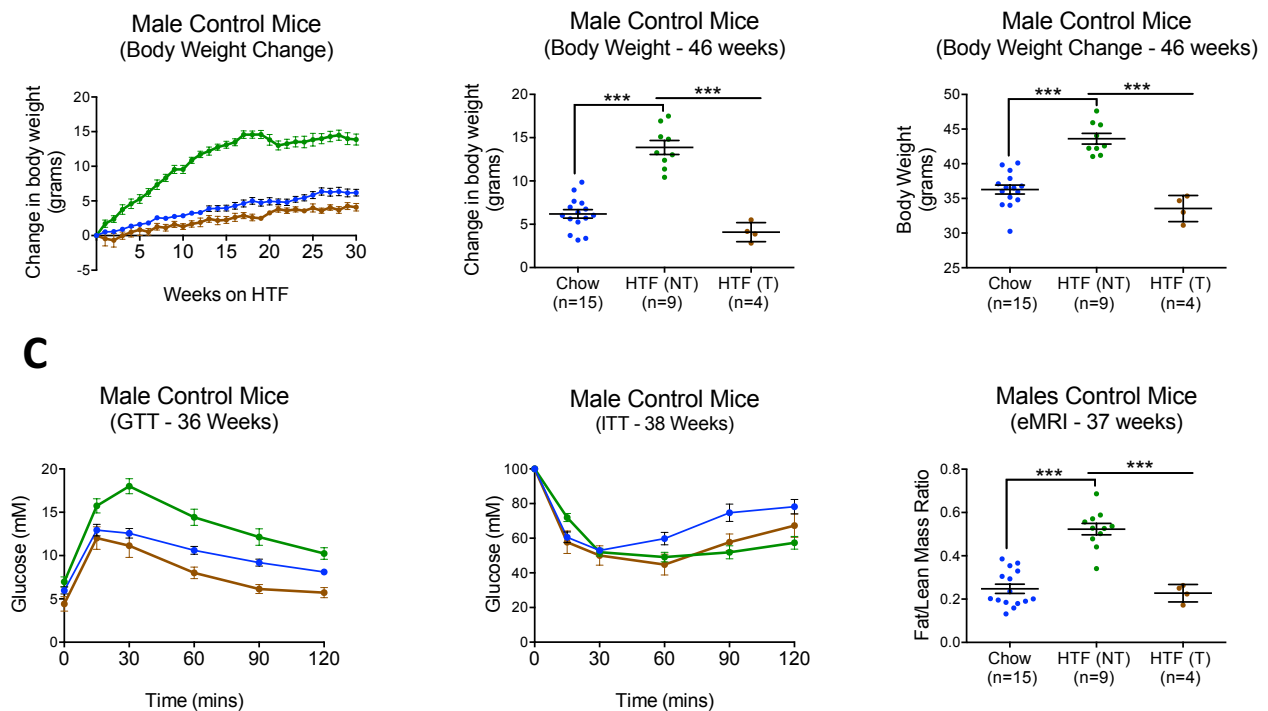 Male Control Mice
(Body Weight Change)
Change in body weight
(grams)
20
15
10
5
0
-5
5
10
15
20
25
30
Weeks on HTF
Male Control Mice
(Body Weight - 46 weeks)
Change in body weight
(grams)
20
15
10
5
0
***
***
Chow
(n=15)
HTF (NT)
(n=9)
HTF (T)
(n=4)
Male Control Mice
(Body Weight Change - 46 weeks)
Body Weight
(grams)
50
45
40
35
30
25
***
***
Chow
(n=15)
HTF (NT)
(n=9)
HTF (T)
(n=4)
C
Male Control Mice
(GTT - 36 Weeks)
Glucose (mM)
20
15
10
5
0
0
30
60
90
120
Time (mins)
Male Control Mice
(ITT - 38 Weeks)
Glucose (mM)
100
80
60
40
20
0
0
30
60
90
120
Time (mins)
Males Control Mice
(eMRI - 37 weeks)
Fat/Lean Mass Ratio
0.8
0.6
0.4
0.2
0.0
***
***
Chow
(n=15)
HTF (NT)
(n=9)
HTF (T)
(n=4)